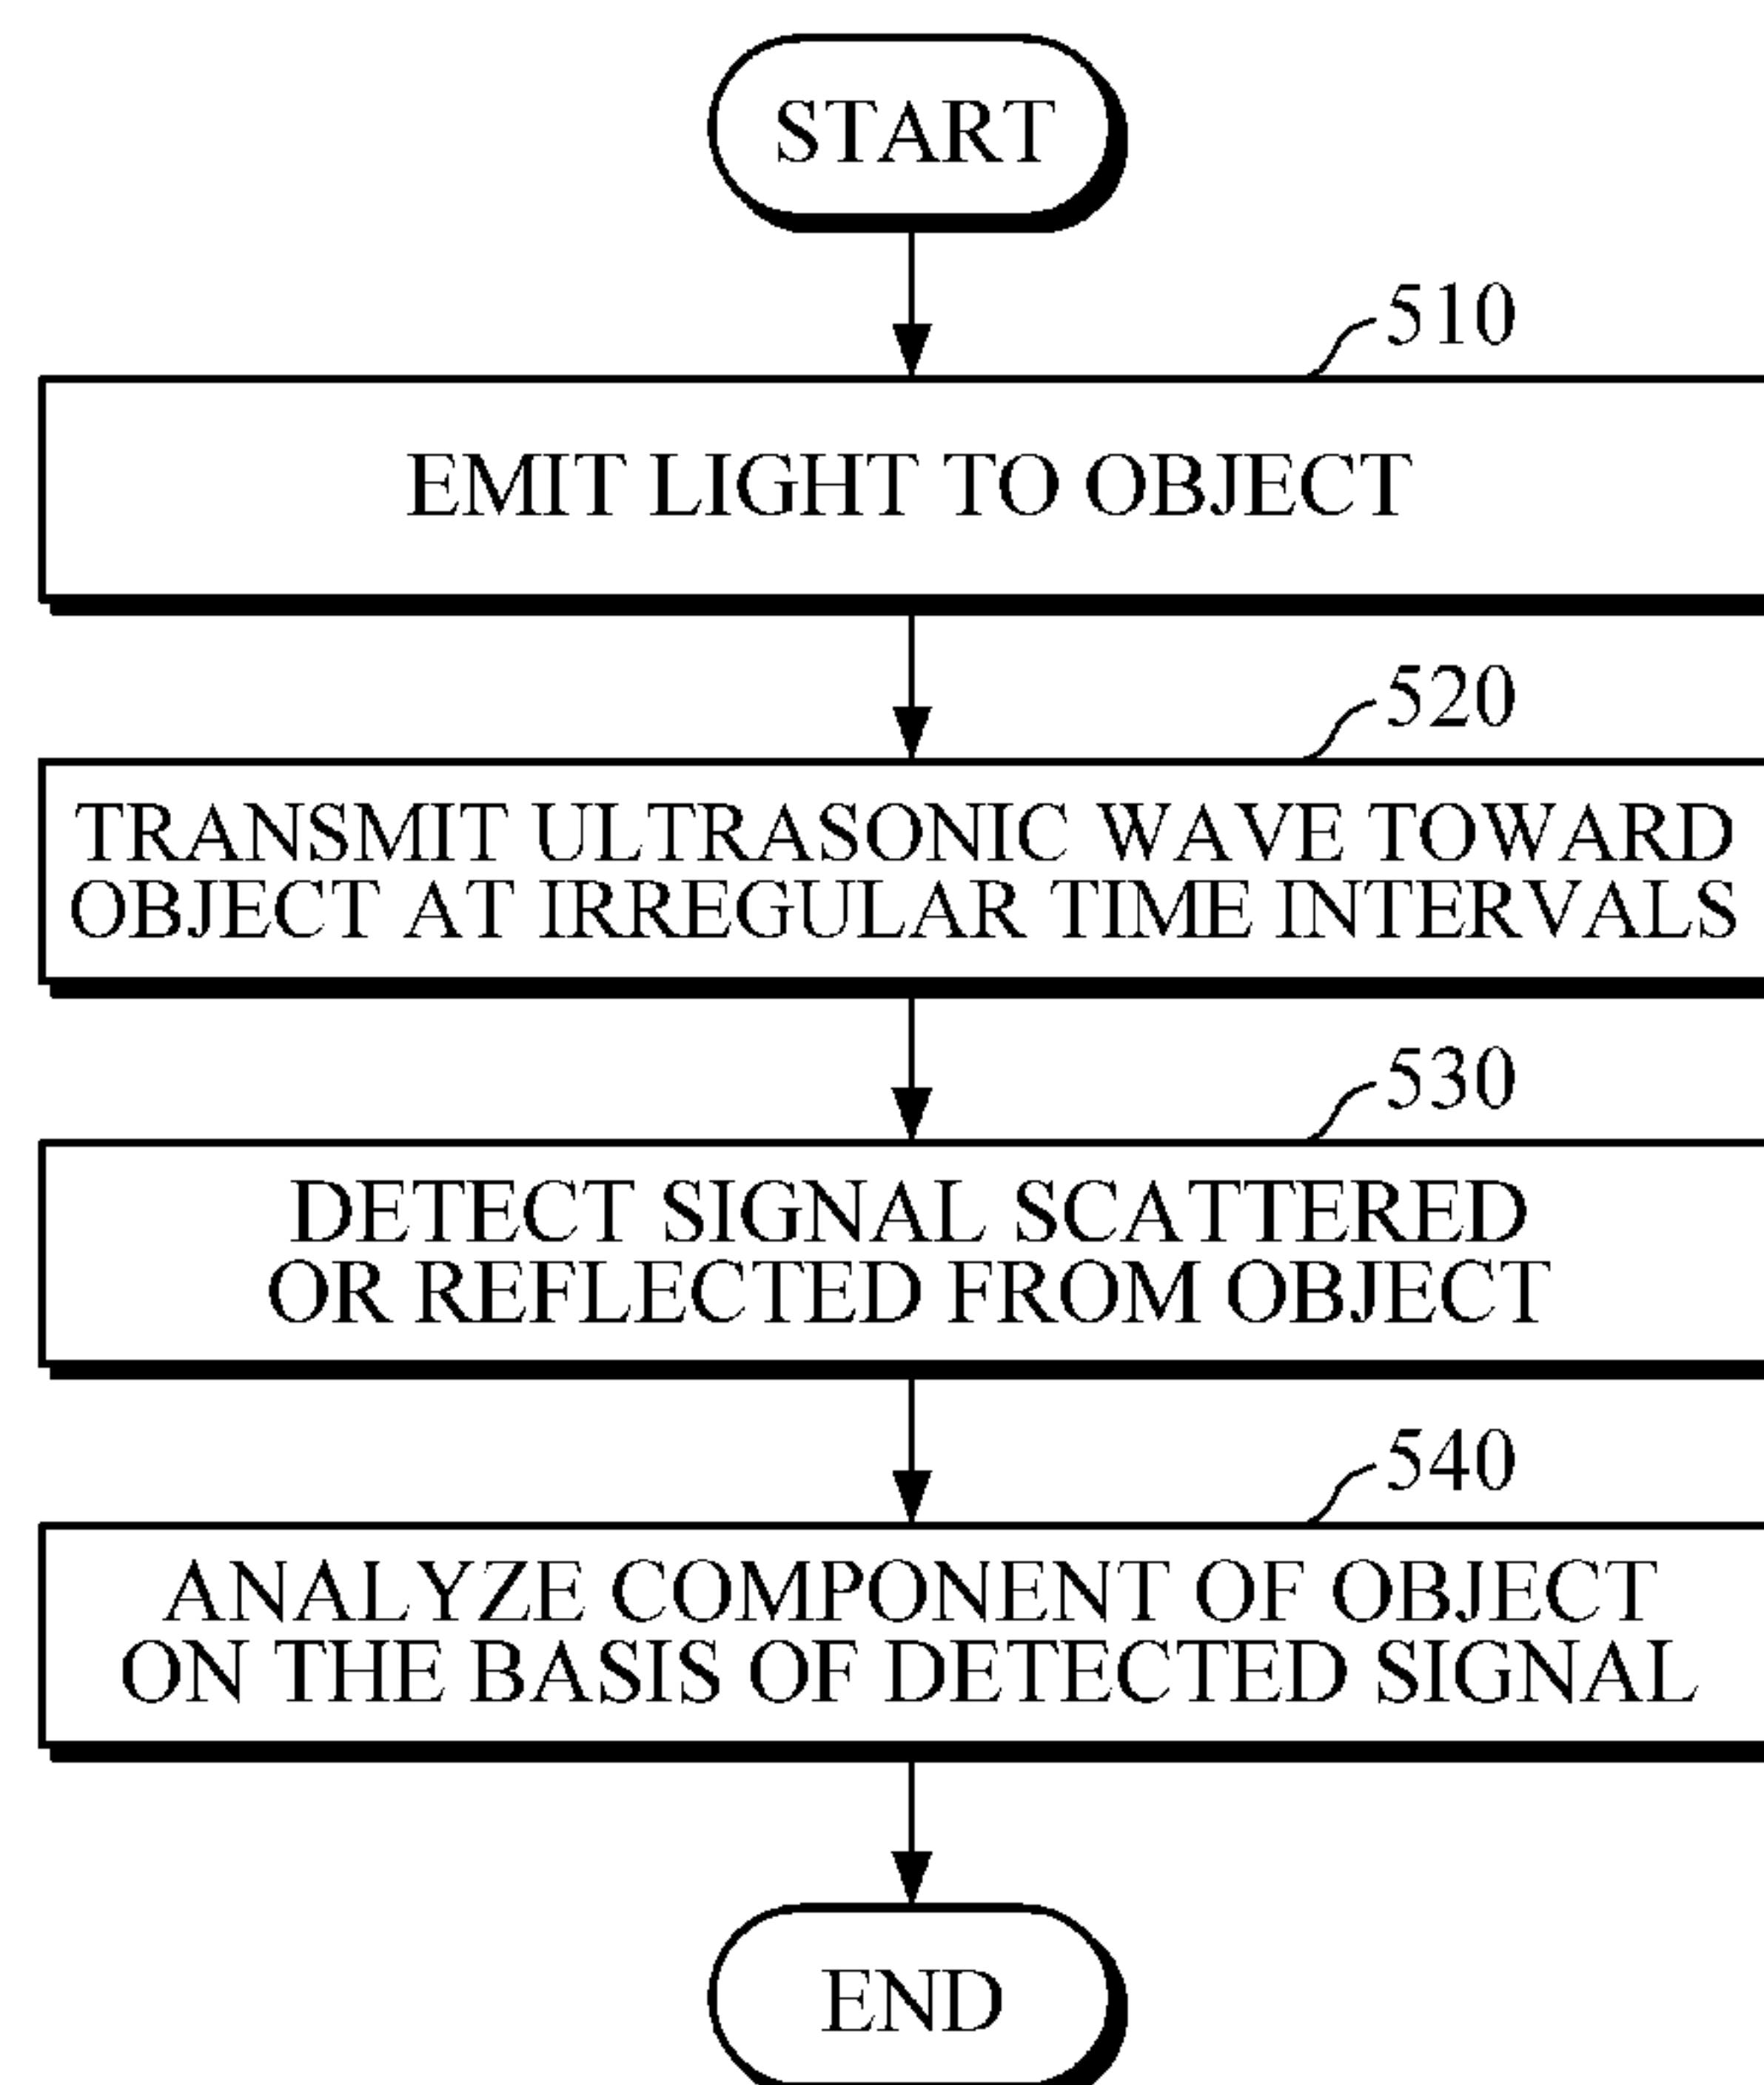 START
510
EMIT LIGHT TO OBJECT
520
TRANSMIT ULTRASONIC WAVE TOWARD
OBJECT AT IRREGULAR TIME INTERVALS
530
DETECT SIGNAL SCATTERED
OR REFLECTED FROM OBJECT
540
ANALYZE COMPONENT OF OBJECT
ON THE BASIS OF DETECTED SIGNAL
END